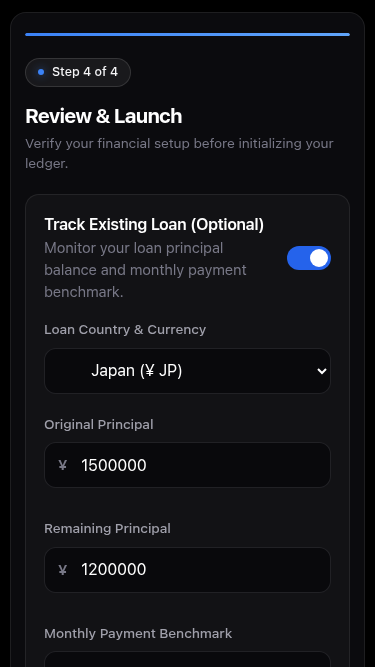 Step 4 of 4
Review & Launch
Verify your financial setup before initializing your
ledger.
Track Existing Loan (Optional)
Monitor your loan principal
balance and monthly payment
benchmark.
Loan Country & Currency
Japan (¥ JP)
Original Principal
¥ 1500000
Remaining Principal
¥ 1200000
Monthly Payment Benchmark